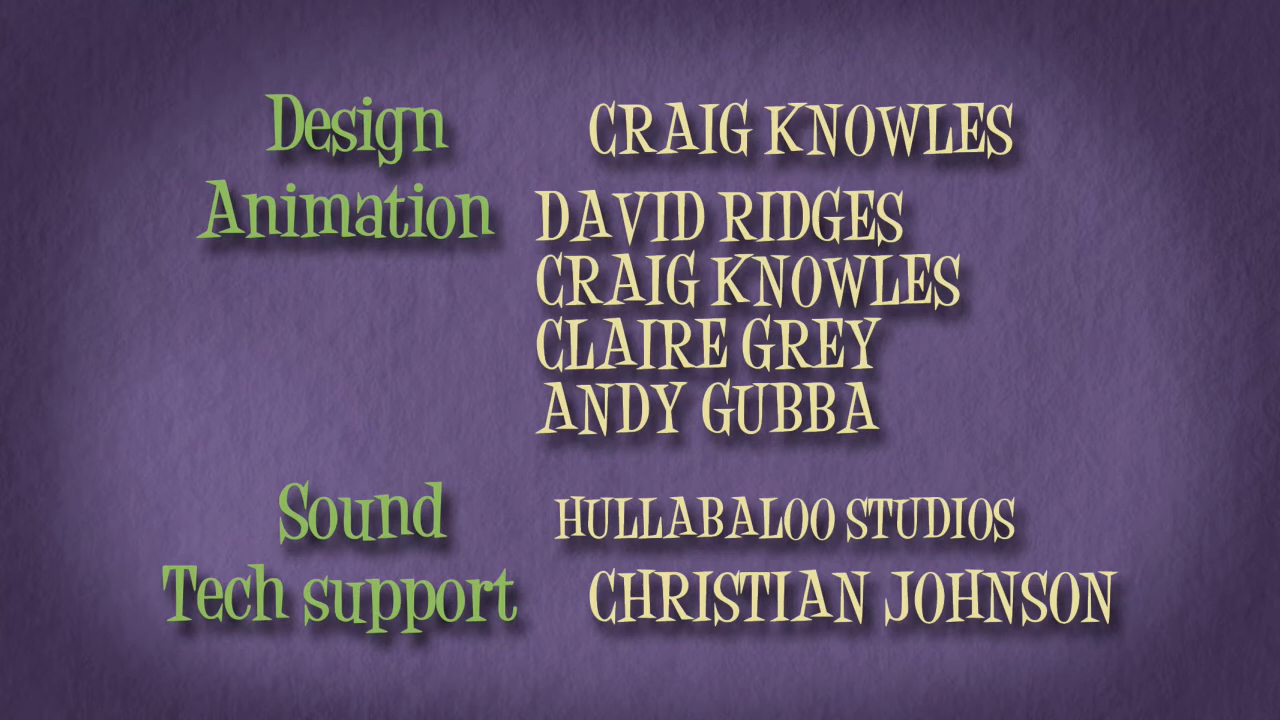 Design CRAIG KNOWLES
Animation DAVID RIDGES
CRAIG KNOWLES
CLAIRE GREY
ANDY GUBBA
Sound HULLABALOO STUDIOS
Tech support CHRISTIAN JOHNSON